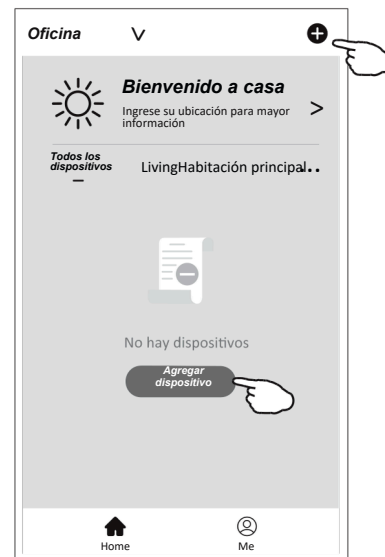 Oficina
Bienvenido a casa
Ingrese su ubicación para mayor
información
Todos los
dispositivos
LivingHabitación principal...
No hay dispositivos
Agregar
dispositivo
Home
Me